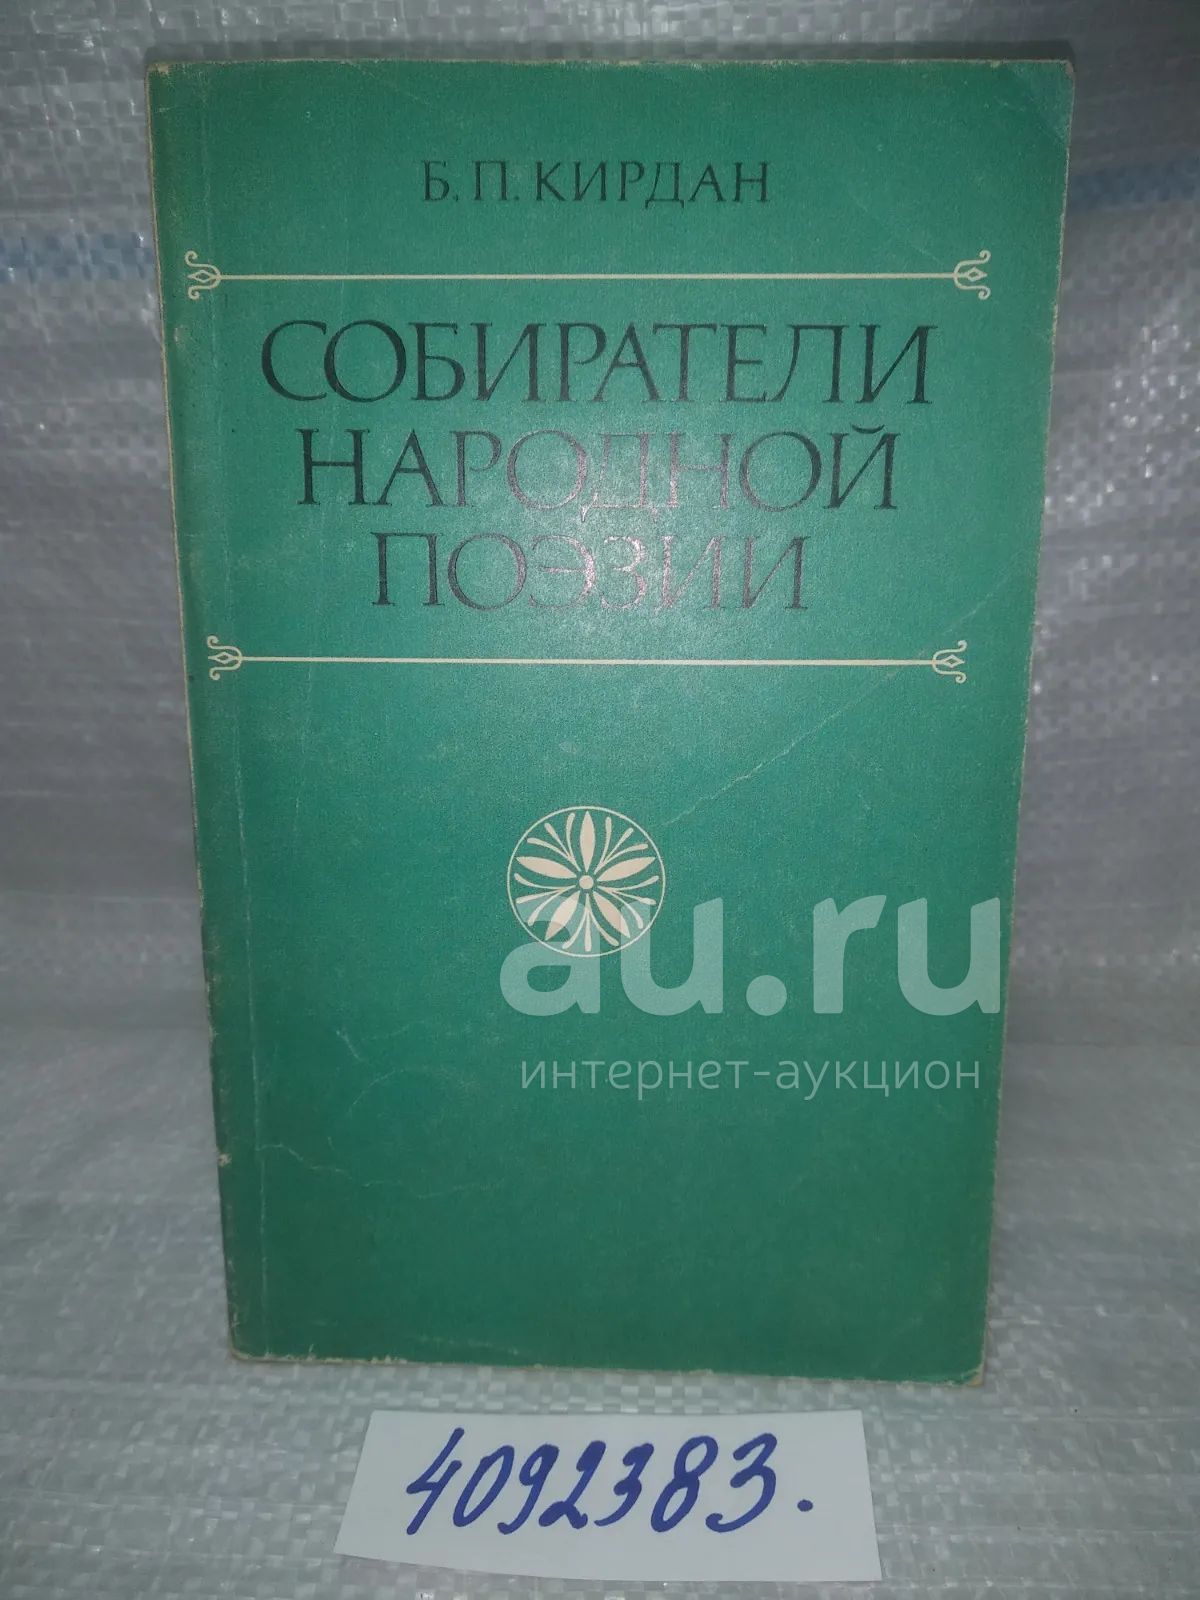 Б. П. КИРДАН
СОБИРАТЕЛИ
НАРОДНОЙ
ПОЭЗИИ
au.ru
интернет-аукцион
4092383.